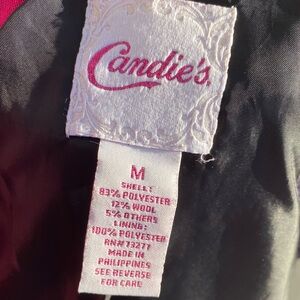 Candie's
M
SHELL:
83% POLYESTER
12% WOOL
5% OTHERS
LINING:
100% POLYESTER
RN#73277
MADE IN
PHILIPPINES
SEE REVERSE
FOR CARE